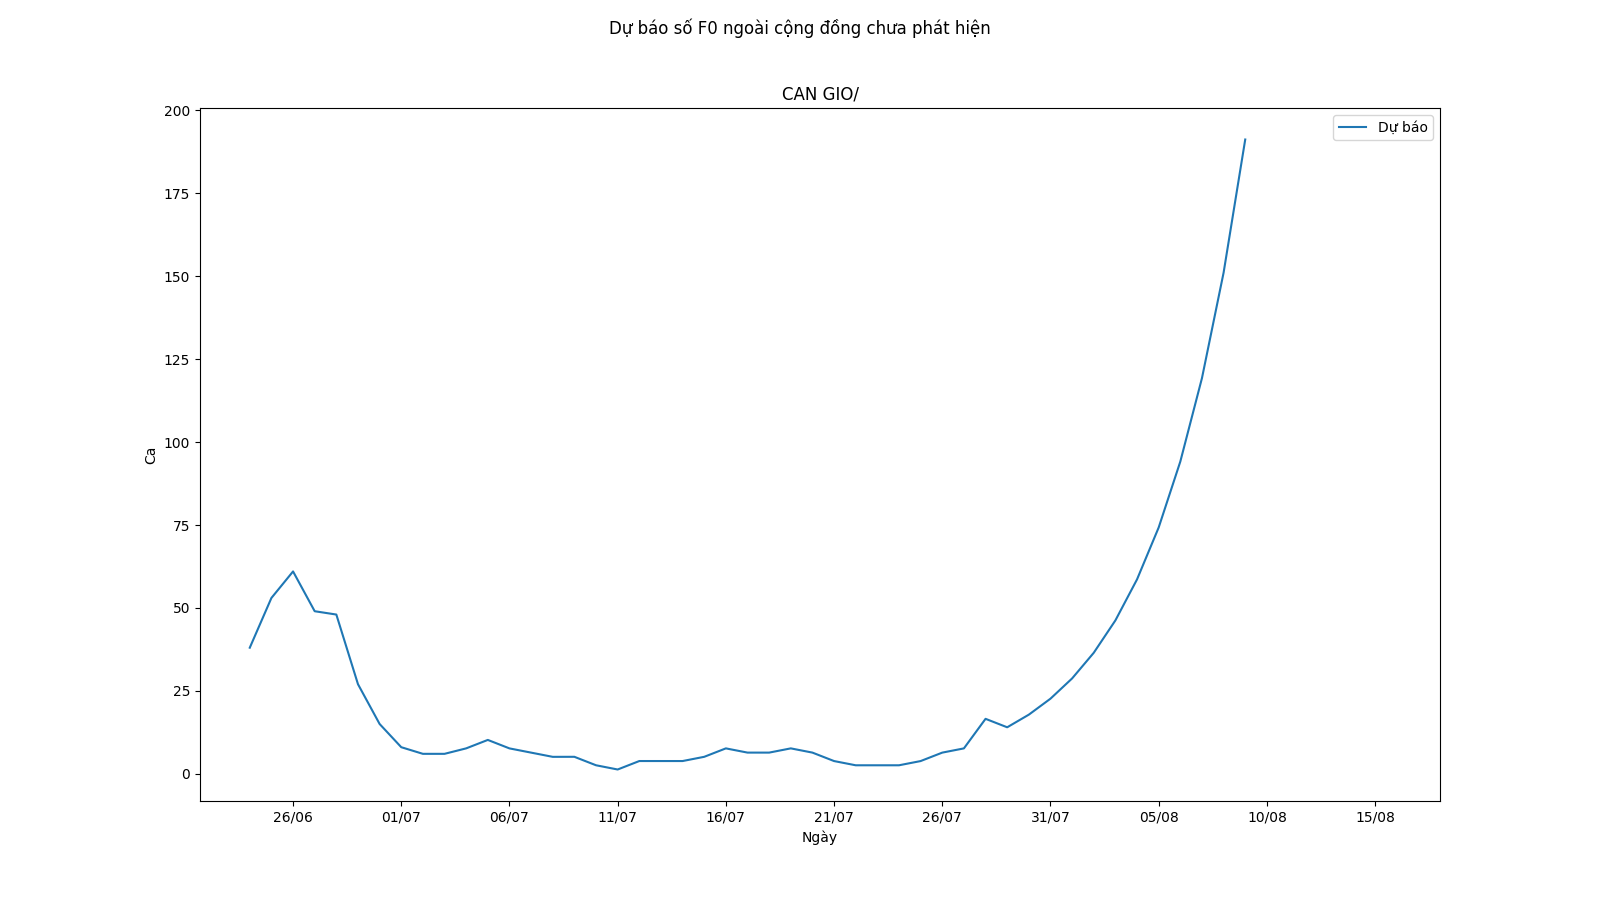 Dự báo số F0 ngoài cộng đồng chưa phát hiện
CAN GIO/
Dự báo
200
175
150
125
100
75
50
25
0
Ca
26/06 01/07 06/07 11/07 16/07 21/07 26/07 31/07 05/08 10/08 15/08
Ngày